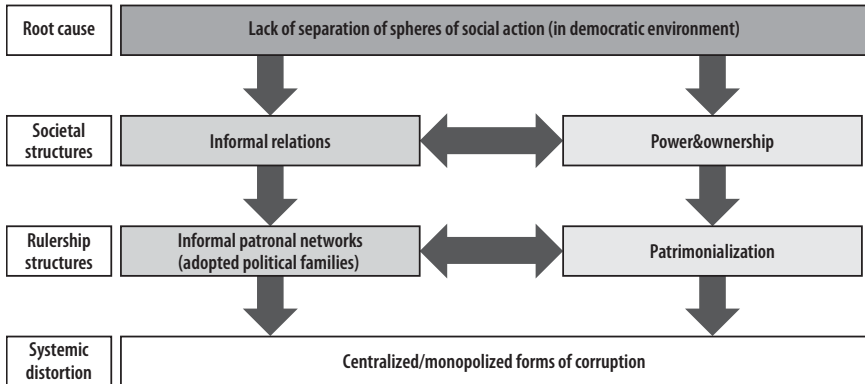 Root cause
Lack of separation of spheres of social action (in democratic environment)
Societal
structures
Informal relations
Power&ownership
Rulership
structures
Informal patronal networks
(adopted political families)
Patrimonialization
Systemic
distortion
Centralized/monopolized forms of corruption